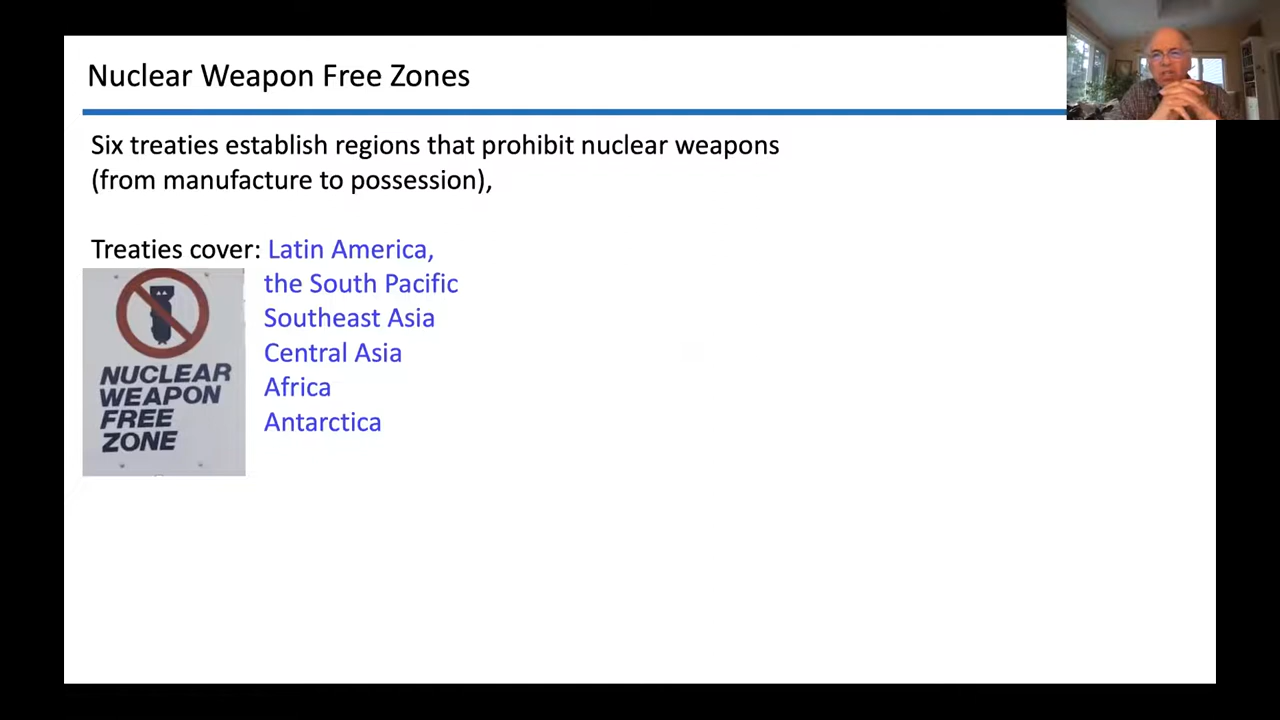 Nuclear Weapon Free Zones
Six treaties establish regions that prohibit nuclear weapons
(from manufacture to possession),
Treaties cover: Latin America,
the South Pacific
Southeast Asia
Central Asia
Africa
Antarctica
NUCLEAR
WEAPON
FREE
ZONE